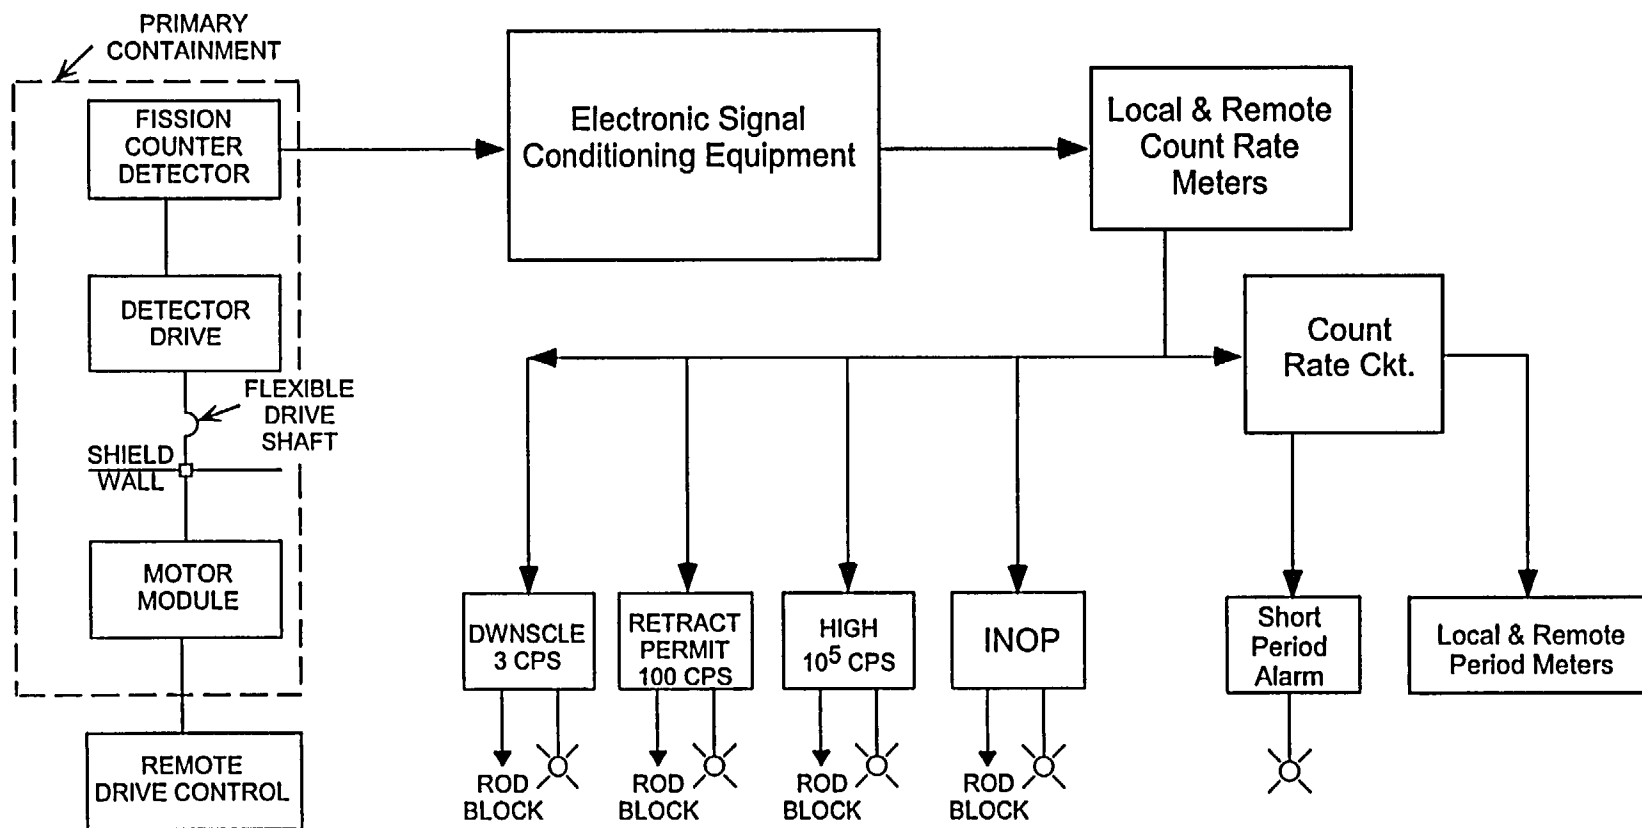 PRIMARY
CONTAINMENT
FISSION
COUNTER
DETECTOR
Electronic Signal
Conditioning Equipment
Local & Remote
Count Rate
Meters
DETECTOR
DRIVE
Count
Rate Ckt.
FLEXIBLE
DRIVE
SHAFT
SHIELD
WALL
MOTOR
MODULE
DWNSCLE
3 CPS
RETRACT
PERMIT
100 CPS
HIGH
10⁵ CPS
INOP
Short
Period
Alarm
Local & Remote
Period Meters
REMOTE
DRIVE CONTROL
ROD
BLOCK
ROD
BLOCK
ROD
BLOCK
ROD
BLOCK